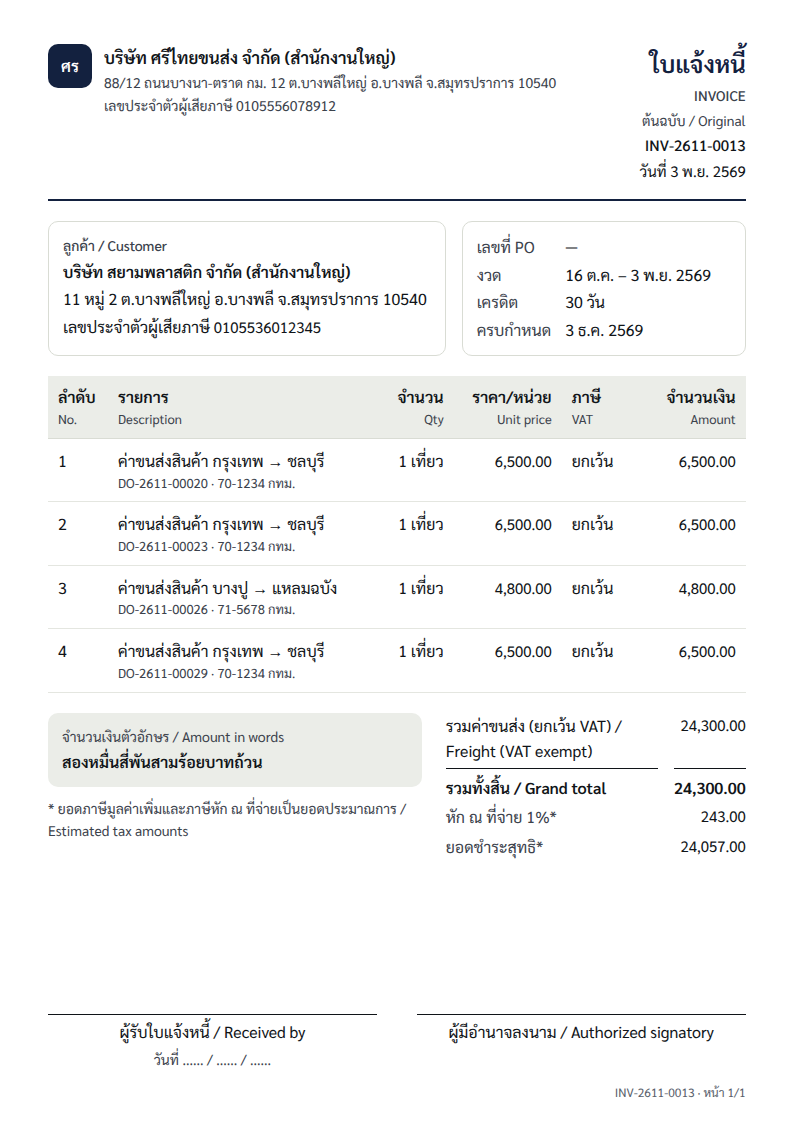 ศร
บริษัท ศรีไทยขนส่ง จำกัด (สำนักงานใหญ่)
88/12 ถนนบางนา-ตราด กม. 12 ต.บางพลีใหญ่ อ.บางพลี จ.สมุทรปราการ 10540
เลขประจำตัวผู้เสียภาษี 0105556078912
ใบแจ้งหนี้
INVOICE
ต้นฉบับ / Original
INV-2611-0013
วันที่ 3 พ.ย. 2569
ลูกค้า / Customer
บริษัท สยามพลาสติก จำกัด (สำนักงานใหญ่)
11 หมู่ 2 ต.บางพลีใหญ่ อ.บางพลี จ.สมุทรปราการ 10540
เลขประจำตัวผู้เสียภาษี 0105536012345
เลขที่ PO —
งวด 16 ต.ค. – 3 พ.ย. 2569
เครดิต 30 วัน
ครบกำหนด 3 ธ.ค. 2569
ลำดับ รายการ จำนวน ราคา/หน่วย ภาษี จำนวนเงิน
No. Description Qty Unit price VAT Amount
1 ค่าขนส่งสินค้า กรุงเทพ → ชลบุรี 1 เที่ยว 6,500.00 ยกเว้น 6,500.00
DO-2611-00020 · 70-1234 กทม.
2 ค่าขนส่งสินค้า กรุงเทพ → ชลบุรี 1 เที่ยว 6,500.00 ยกเว้น 6,500.00
DO-2611-00023 · 70-1234 กทม.
3 ค่าขนส่งสินค้า บางปู → แหลมฉบัง 1 เที่ยว 4,800.00 ยกเว้น 4,800.00
DO-2611-00026 · 71-5678 กทม.
4 ค่าขนส่งสินค้า กรุงเทพ → ชลบุรี 1 เที่ยว 6,500.00 ยกเว้น 6,500.00
DO-2611-00029 · 70-1234 กทม.
จำนวนเงินตัวอักษร / Amount in words
สองหมื่นสี่พันสามร้อยบาทถ้วน
* ยอดภาษีมูลค่าเพิ่มและภาษีหัก ณ ที่จ่ายเป็นยอดประมาณการ /
Estimated tax amounts
รวมค่าขนส่ง (ยกเว้น VAT) / 24,300.00
Freight (VAT exempt)
รวมทั้งสิ้น / Grand total 24,300.00
หัก ณ ที่จ่าย 1%* 243.00
ยอดชำระสุทธิ* 24,057.00
ผู้รับใบแจ้งหนี้ / Received by
วันที่ ...... / ...... / ......
ผู้มีอำนาจลงนาม / Authorized signatory
INV-2611-0013 · หน้า 1/1